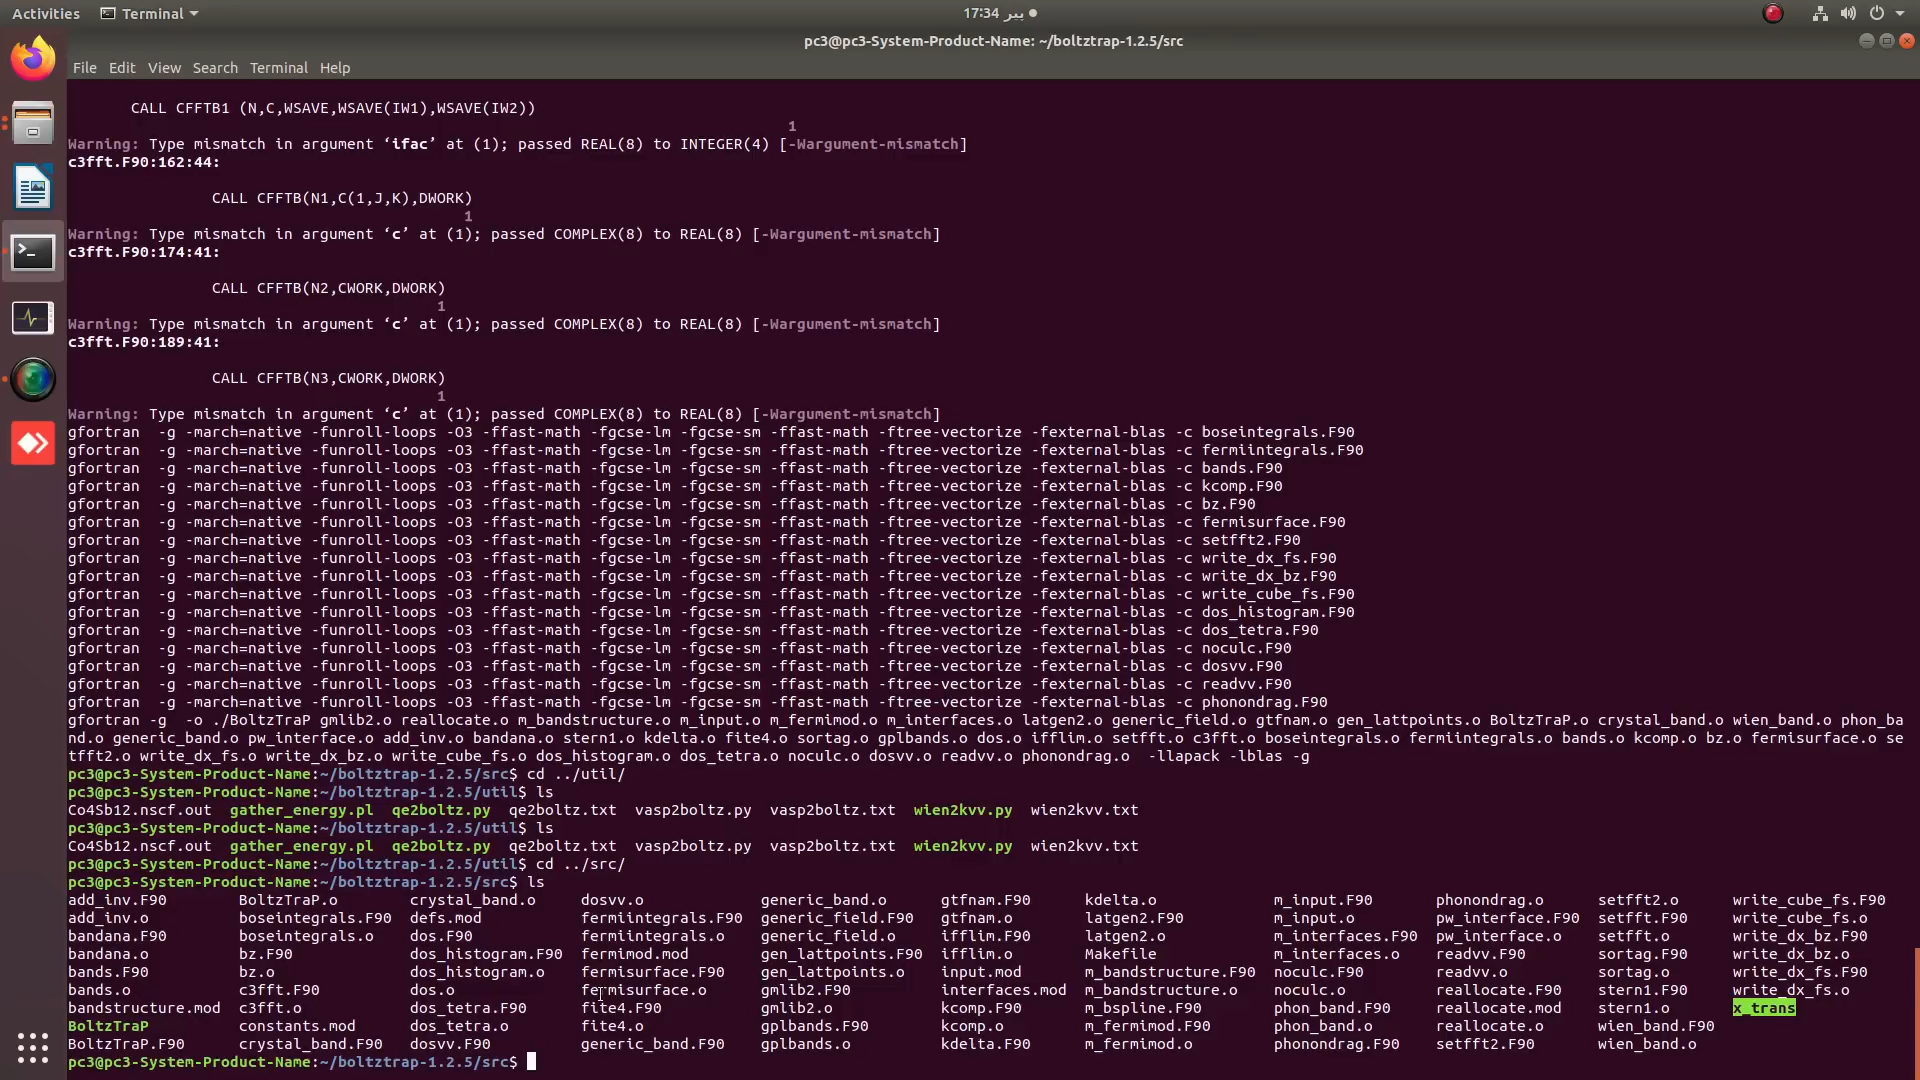 Activities Terminal پیر 17:34
pc3@pc3-System-Product-Name: ~/boltztrap-1.2.5/src
File Edit View Search Terminal Help
CALL CFFTB1 (N,C,WSAVE,WSAVE(IW1),WSAVE(IW2))
1
Warning: Type mismatch in argument ‘ifac’ at (1); passed REAL(8) to INTEGER(4) [-Wargument-mismatch]
c3fft.F90:162:44:
CALL CFFTB(N1,C(1,J,K),DWORK)
1
Warning: Type mismatch in argument ‘c’ at (1); passed COMPLEX(8) to REAL(8) [-Wargument-mismatch]
c3fft.F90:174:41:
CALL CFFTB(N2,CWORK,DWORK)
1
Warning: Type mismatch in argument ‘c’ at (1); passed COMPLEX(8) to REAL(8) [-Wargument-mismatch]
c3fft.F90:189:41:
CALL CFFTB(N3,CWORK,DWORK)
1
Warning: Type mismatch in argument ‘c’ at (1); passed COMPLEX(8) to REAL(8) [-Wargument-mismatch]
gfortran  -g -march=native -funroll-loops -O3 -ffast-math -fgcse-lm -fgcse-sm -ffast-math -ftree-vectorize -fexternal-blas -c boseintegrals.F90
gfortran  -g -march=native -funroll-loops -O3 -ffast-math -fgcse-lm -fgcse-sm -ffast-math -ftree-vectorize -fexternal-blas -c fermiintegrals.F90
gfortran  -g -march=native -funroll-loops -O3 -ffast-math -fgcse-lm -fgcse-sm -ffast-math -ftree-vectorize -fexternal-blas -c bands.F90
gfortran  -g -march=native -funroll-loops -O3 -ffast-math -fgcse-lm -fgcse-sm -ffast-math -ftree-vectorize -fexternal-blas -c kcomp.F90
gfortran  -g -march=native -funroll-loops -O3 -ffast-math -fgcse-lm -fgcse-sm -ffast-math -ftree-vectorize -fexternal-blas -c bz.F90
gfortran  -g -march=native -funroll-loops -O3 -ffast-math -fgcse-lm -fgcse-sm -ffast-math -ftree-vectorize -fexternal-blas -c fermisurface.F90
gfortran  -g -march=native -funroll-loops -O3 -ffast-math -fgcse-lm -fgcse-sm -ffast-math -ftree-vectorize -fexternal-blas -c setfft2.F90
gfortran  -g -march=native -funroll-loops -O3 -ffast-math -fgcse-lm -fgcse-sm -ffast-math -ftree-vectorize -fexternal-blas -c write_dx_fs.F90
gfortran  -g -march=native -funroll-loops -O3 -ffast-math -fgcse-lm -fgcse-sm -ffast-math -ftree-vectorize -fexternal-blas -c write_dx_bz.F90
gfortran  -g -march=native -funroll-loops -O3 -ffast-math -fgcse-lm -fgcse-sm -ffast-math -ftree-vectorize -fexternal-blas -c write_cube_fs.F90
gfortran  -g -march=native -funroll-loops -O3 -ffast-math -fgcse-lm -fgcse-sm -ffast-math -ftree-vectorize -fexternal-blas -c dos_histogram.F90
gfortran  -g -march=native -funroll-loops -O3 -ffast-math -fgcse-lm -fgcse-sm -ffast-math -ftree-vectorize -fexternal-blas -c dos_tetra.F90
gfortran  -g -march=native -funroll-loops -O3 -ffast-math -fgcse-lm -fgcse-sm -ffast-math -ftree-vectorize -fexternal-blas -c noculc.F90
gfortran  -g -march=native -funroll-loops -O3 -ffast-math -fgcse-lm -fgcse-sm -ffast-math -ftree-vectorize -fexternal-blas -c dosvv.F90
gfortran  -g -march=native -funroll-loops -O3 -ffast-math -fgcse-lm -fgcse-sm -ffast-math -ftree-vectorize -fexternal-blas -c readvv.F90
gfortran  -g -march=native -funroll-loops -O3 -ffast-math -fgcse-lm -fgcse-sm -ffast-math -ftree-vectorize -fexternal-blas -c phonondrag.F90
gfortran -g  -o ./BoltzTraP gmlib2.o reallocate.o m_bandstructure.o m_input.o m_fermimod.o m_interfaces.o latgen2.o generic_field.o gtfnam.o gen_lattpoints.o BoltzTraP.o crystal_band.o wien_band.o phon_ba
nd.o generic_band.o pw_interface.o add_inv.o bandana.o stern1.o kdelta.o fite4.o sortag.o gplbands.o dos.o ifflim.o setfft.o c3fft.o boseintegrals.o fermiintegrals.o bands.o kcomp.o bz.o fermisurface.o se
tfft2.o write_dx_fs.o write_dx_bz.o write_cube_fs.o dos_histogram.o dos_tetra.o noculc.o dosvv.o readvv.o phonondrag.o  -llapack -lblas -g
pc3@pc3-System-Product-Name:~/boltztrap-1.2.5/src$ cd ../util/
pc3@pc3-System-Product-Name:~/boltztrap-1.2.5/util$ ls
Co4Sb12.nscf.out  gather_energy.pl  qe2boltz.py  qe2boltz.txt  vasp2boltz.py  vasp2boltz.txt  wien2kvv.py  wien2kvv.txt
pc3@pc3-System-Product-Name:~/boltztrap-1.2.5/util$ ls
Co4Sb12.nscf.out  gather_energy.pl  qe2boltz.py  qe2boltz.txt  vasp2boltz.py  vasp2boltz.txt  wien2kvv.py  wien2kvv.txt
pc3@pc3-System-Product-Name:~/boltztrap-1.2.5/util$ cd ../src/
pc3@pc3-System-Product-Name:~/boltztrap-1.2.5/src$ ls
add_inv.F90 BoltzTraP.o crystal_band.o dosvv.o generic_band.o gtfnam.F90 kdelta.o m_input.F90 phonondrag.o setfft2.o write_cube_fs.F90
add_inv.o boseintegrals.F90 defs.mod fermiintegrals.F90 generic_field.F90 gtfnam.o latgen2.F90 m_input.o pw_interface.F90 setfft.F90 write_cube_fs.o
bandana.F90 boseintegrals.o dos.F90 fermiintegrals.o generic_field.o ifflim.F90 latgen2.o m_interfaces.F90 pw_interface.o setfft.o write_dx_bz.F90
bandana.o bz.F90 dos_histogram.F90 fermimod.mod gen_lattpoints.F90 ifflim.o Makefile m_interfaces.o readvv.F90 sortag.F90 write_dx_bz.o
bands.F90 bz.o dos_histogram.o fermisurface.F90 gen_lattpoints.o input.mod m_bandstructure.F90 noculc.F90 readvv.o sortag.o write_dx_fs.F90
bands.o c3fft.F90 dos.o fermisurface.o gmlib2.F90 interfaces.mod m_bandstructure.o noculc.o reallocate.F90 stern1.F90 write_dx_fs.o
bandstructure.mod c3fft.o dos_tetra.F90 fite4.F90 gmlib2.o kcomp.F90 m_bspline.F90 phon_band.F90 reallocate.mod stern1.o x_trans
BoltzTraP constants.mod dos_tetra.o fite4.o gplbands.F90 kcomp.o m_fermimod.F90 phon_band.o reallocate.o wien_band.F90
BoltzTraP.F90 crystal_band.F90 dosvv.F90 generic_band.F90 gplbands.o kdelta.F90 m_fermimod.o phonondrag.F90 setfft2.F90 wien_band.o
pc3@pc3-System-Product-Name:~/boltztrap-1.2.5/src$